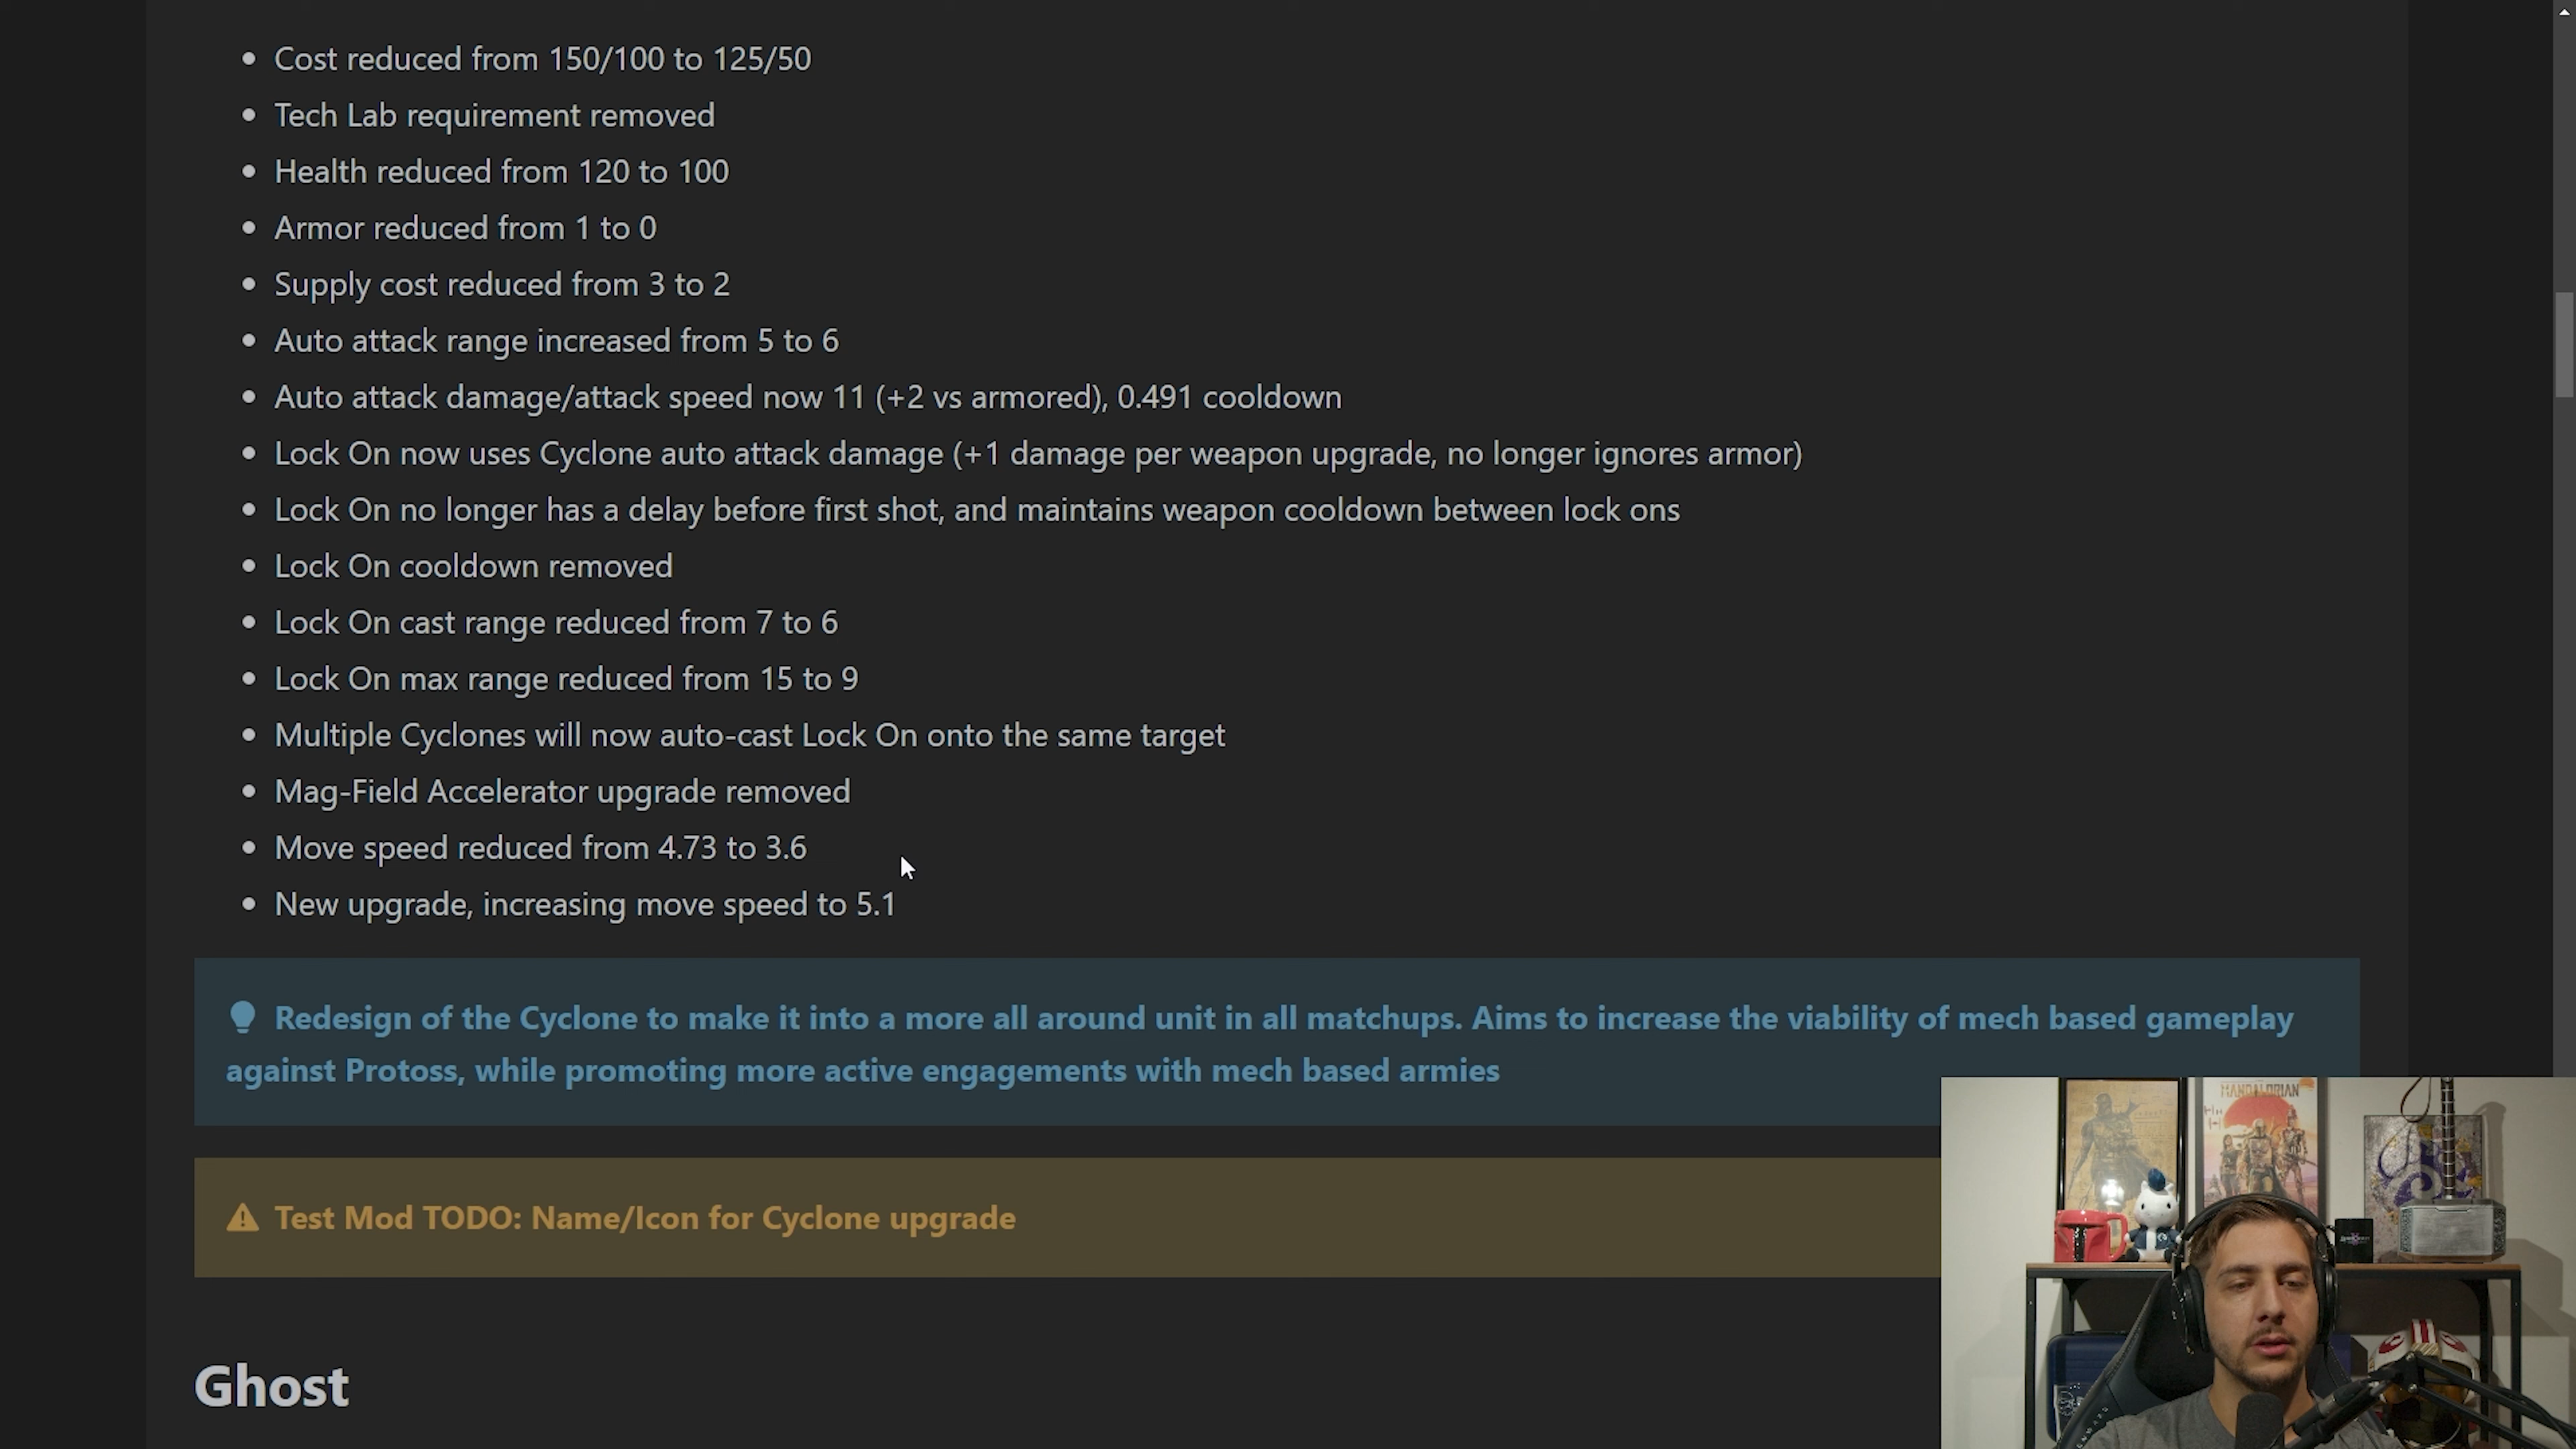 Cost reduced from 150/100 to 125/50
Tech Lab requirement removed
Health reduced from 120 to 100
Armor reduced from 1 to 0
Supply cost reduced from 3 to 2
Auto attack range increased from 5 to 6
Auto attack damage/attack speed now 11 (+2 vs armored), 0.491 cooldown
Lock On now uses Cyclone auto attack damage (+1 damage per weapon upgrade, no longer ignores armor)
Lock On no longer has a delay before first shot, and maintains weapon cooldown between lock ons
Lock On cooldown removed
Lock On cast range reduced from 7 to 6
Lock On max range reduced from 15 to 9
Multiple Cyclones will now auto-cast Lock On onto the same target
Mag-Field Accelerator upgrade removed
Move speed reduced from 4.73 to 3.6
New upgrade, increasing move speed to 5.1
Redesign of the Cyclone to make it into a more all around unit in all matchups. Aims to increase the viability of mech based gameplay
against Protoss, while promoting more active engagements with mech based armies
MANDALORIAN
Test Mod TODO: Name/Icon for Cyclone upgrade
Ghost